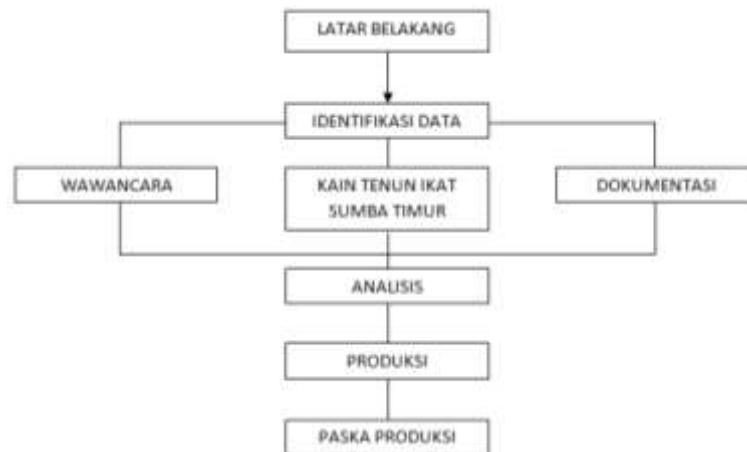 LATAR BELAKANG
IDENTIFIKASI DATA
WAWANCARA
KAIN TENUN IKAT
SUMBA TIMUR
DOKUMENTASI
ANALISIS
PRODUKSI
PASKA PRODUKSI